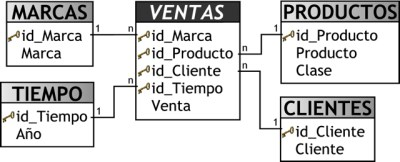 MARCAS
id_Marca
Marca
1
n
VENTAS
id_Marca
id_Producto
id_Cliente
id_Tiempo
Venta
n
1
PRODUCTOS
id_Producto
Producto
Clase
TIEMPO
id_Tiempo
Año
1
n
n
1
CLIENTES
id_Cliente
Cliente